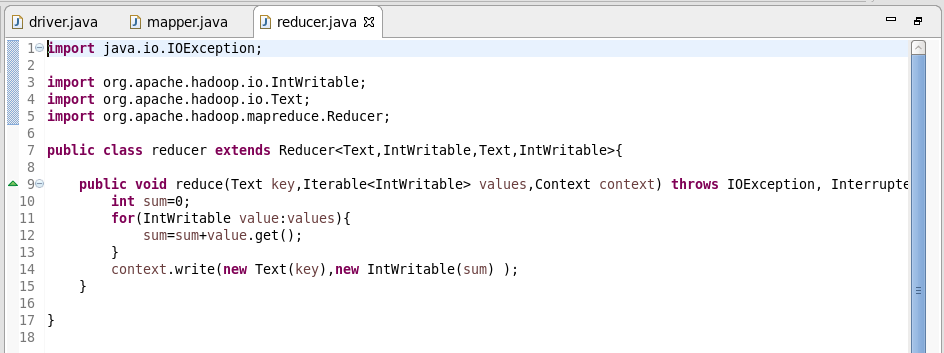 driver.java mapper.java reducer.java
1 import java.io.IOException;
2
3 import org.apache.hadoop.io.IntWritable;
4 import org.apache.hadoop.io.Text;
5 import org.apache.hadoop.mapreduce.Reducer;
6
7 public class reducer extends Reducer<Text,IntWritable,Text,IntWritable>{
8
9 public void reduce(Text key,Iterable<IntWritable> values,Context context) throws IOException, Interrupte
10 int sum=0;
11 for(IntWritable value:values){
12 sum=sum+value.get();
13 }
14 context.write(new Text(key),new IntWritable(sum) );
15 }
16
17 }
18